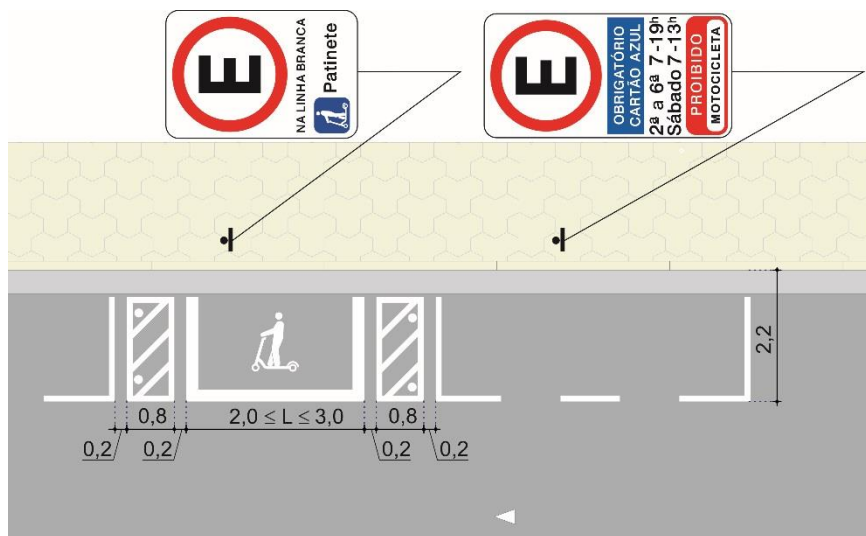 E
NA LINHA BRANCA
Patinete
E
OBRIGATÓRIO
CARTÃO AZUL
2ª a 6ª 7 -19h
Sábado 7 -13h
PROIBIDO
MOTOCICLETA
2,2
0,8
2,0 ≤ L ≤ 3,0
0,8
0,2
0,2
0,2
0,2